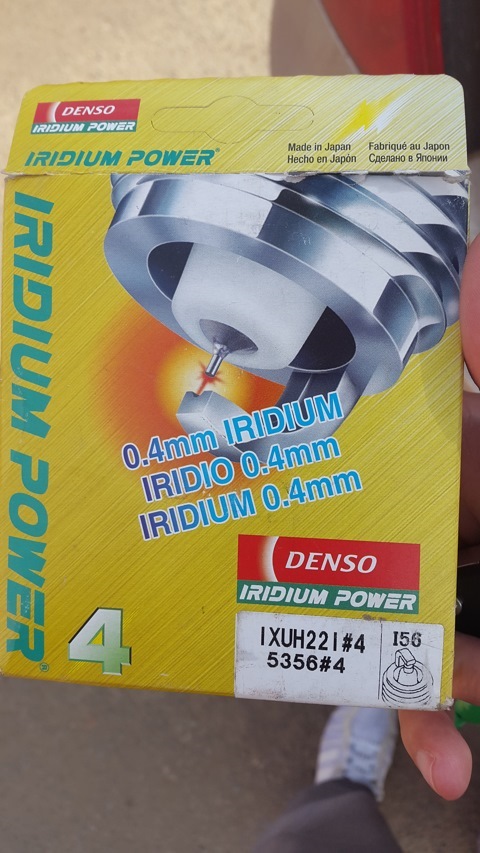 DENSO
IRIDIUM POWER
IRIDIUM POWER®
Made in Japan
Hecho en Japón
Fabriqué au Japon
Сделано в Японии
IRIDIUM POWER®
0.4mm IRIDIUM
IRIDIO 0.4mm
IRIDIUM 0.4mm
DENSO
IRIDIUM POWER
4
IXUH22I#4
5356#4
I56